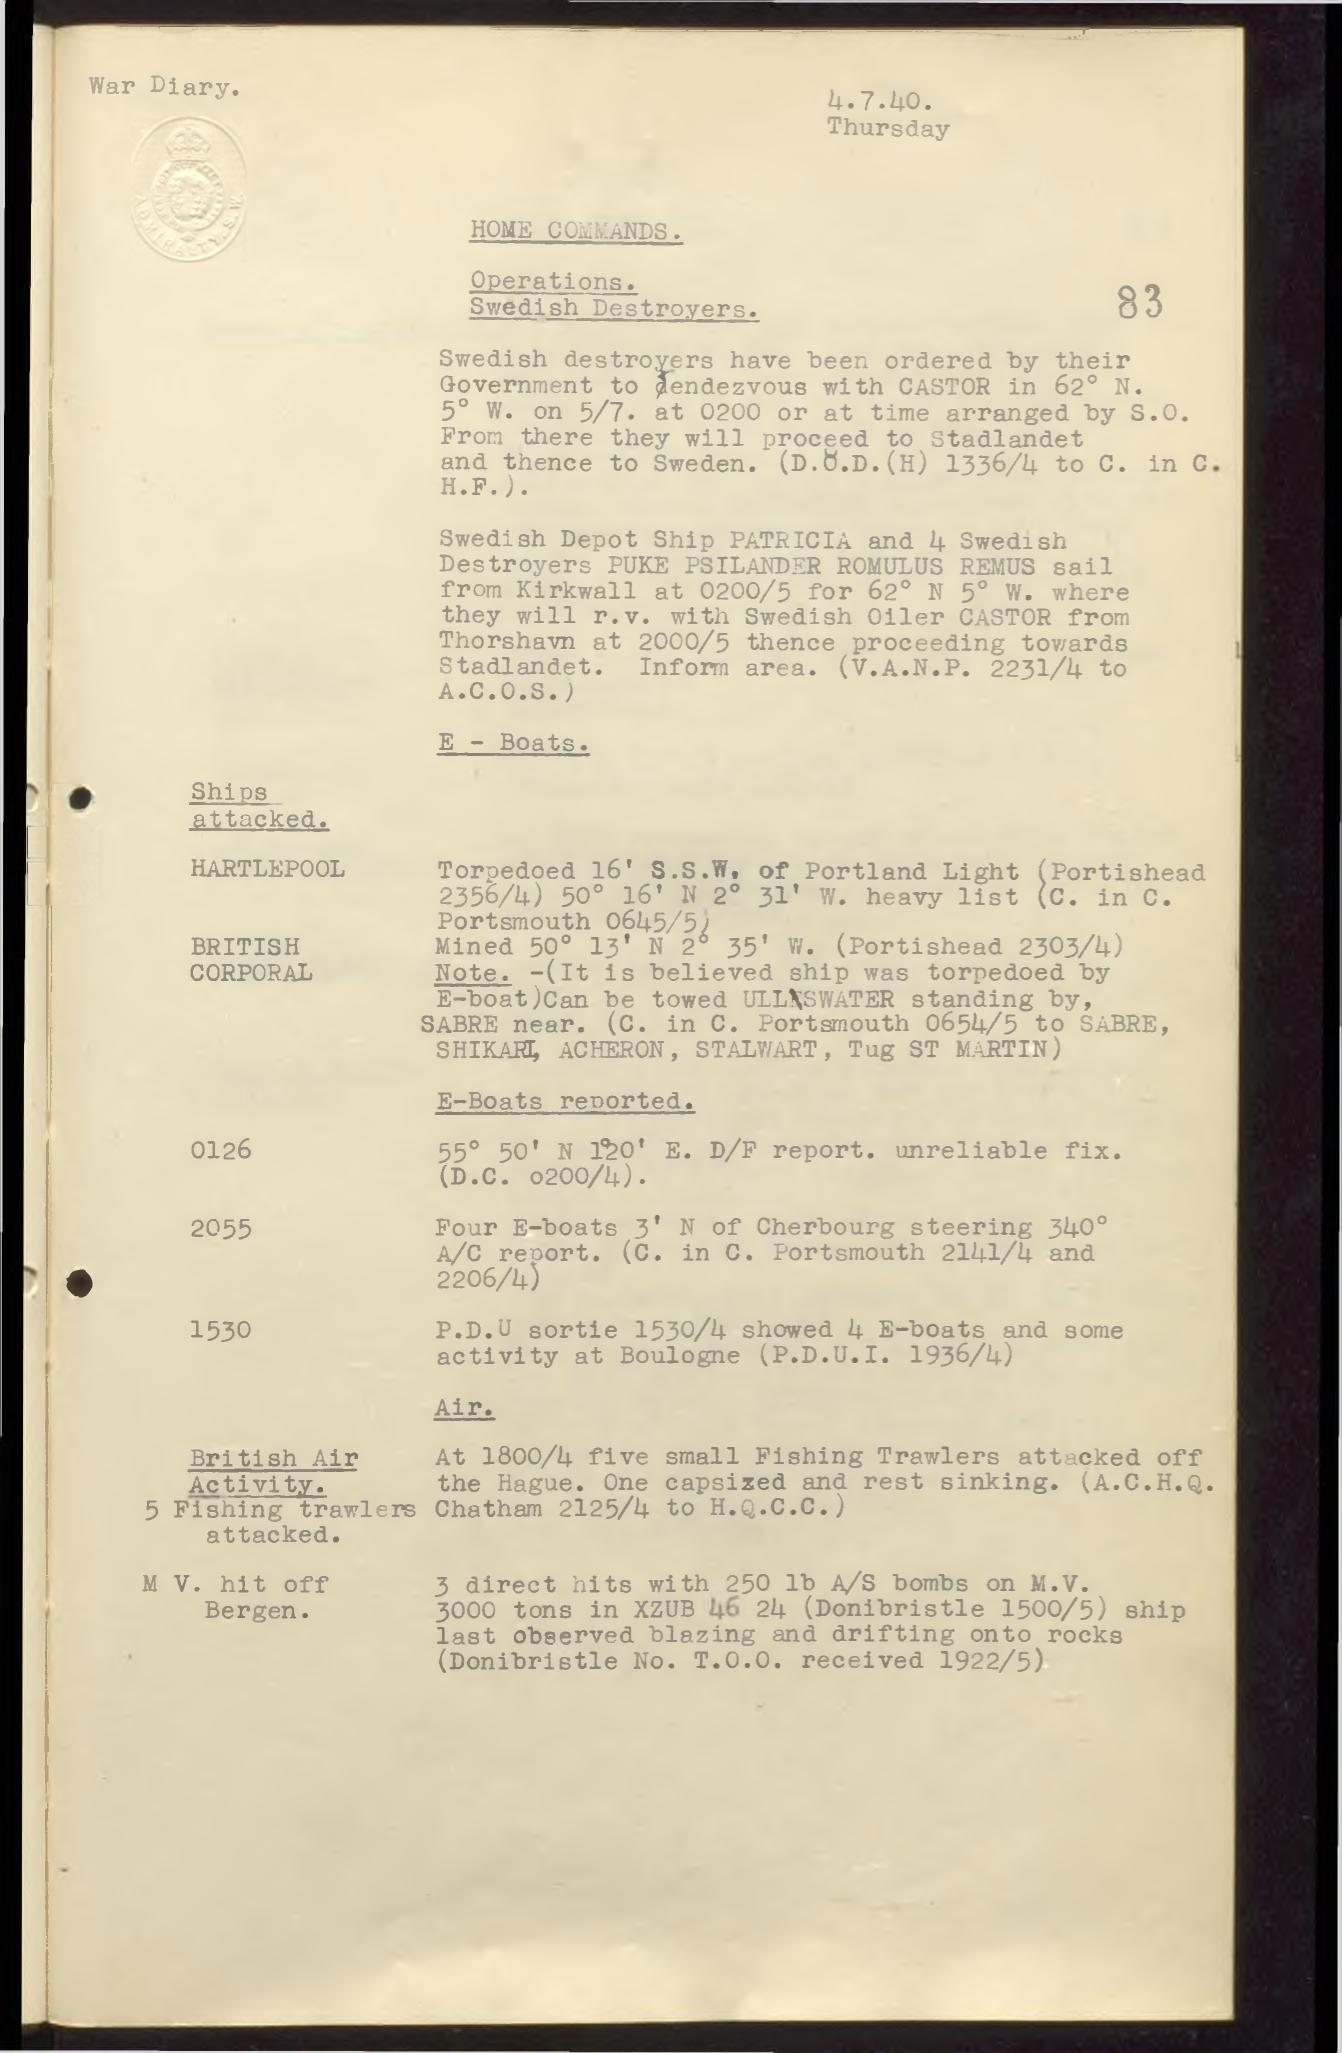 War Diary.
4.7.40.
Thursday
ADMIRALTY. S.W.
HOME COMMANDS.
Operations.
Swedish Destroyers.
83
Swedish destroyers have been ordered by their
Government to rendezvous with CASTOR in 62° N.
5° W. on 5/7. at 0200 or at time arranged by S.O.
From there they will proceed to Stadlandet
and thence to Sweden. (D.O.D.(H) 1336/4 to C. in C.
H.F.).
Swedish Depot Ship PATRICIA and 4 Swedish
Destroyers PUKE PSILANDER ROMULUS REMUS sail
from Kirkwall at 0200/5 for 62° N 5° W. where
they will r.v. with Swedish Oiler CASTOR from
Thorshavn at 2000/5 thence proceeding towards
Stadlandet. Inform area. (V.A.N.P. 2231/4 to
A.C.O.S.)
E - Boats.
Ships
attacked.
HARTLEPOOL Torpedoed 16' S.S.W. of Portland Light (Portishead
2356/4) 50° 16' N 2° 31' W. heavy list (C. in C.
Portsmouth 0645/5)
BRITISH Mined 50° 13' N 2° 35' W. (Portishead 2303/4)
CORPORAL Note. -(It is believed ship was torpedoed by
E-boat)Can be towed ULLSWATER standing by,
SABRE near. (C. in C. Portsmouth 0654/5 to SABRE,
SHIKARI, ACHERON, STALWART, Tug ST MARTIN)
E-Boats reported.
0126 55° 50' N 1°20' E. D/F report. unreliable fix.
(D.C. o200/4).
2055 Four E-boats 3' N of Cherbourg steering 340°
A/C report. (C. in C. Portsmouth 2141/4 and
2206/4)
1530 P.D.U sortie 1530/4 showed 4 E-boats and some
activity at Boulogne (P.D.U.I. 1936/4)
Air.
British Air At 1800/4 five small Fishing Trawlers attacked off
Activity. the Hague. One capsized and rest sinking. (A.C.H.Q.
5 Fishing trawlers Chatham 2125/4 to H.Q.C.C.)
attacked.
M V. hit off 3 direct hits with 250 lb A/S bombs on M.V.
Bergen. 3000 tons in XZUB 46 24 (Donibristle 1500/5) ship
last observed blazing and drifting onto rocks
(Donibristle No. T.O.O. received 1922/5)